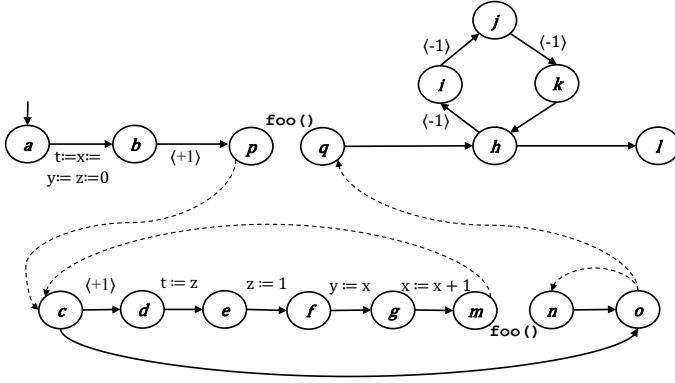 j
⟨-1⟩ ⟨-1⟩
i k
foo() ⟨-1⟩
a b p q h l
t:=x:= ⟨+1⟩
y:= z:=0
⟨+1⟩ t := z z := 1 y := x x := x + 1
c d e f g m n o
foo()